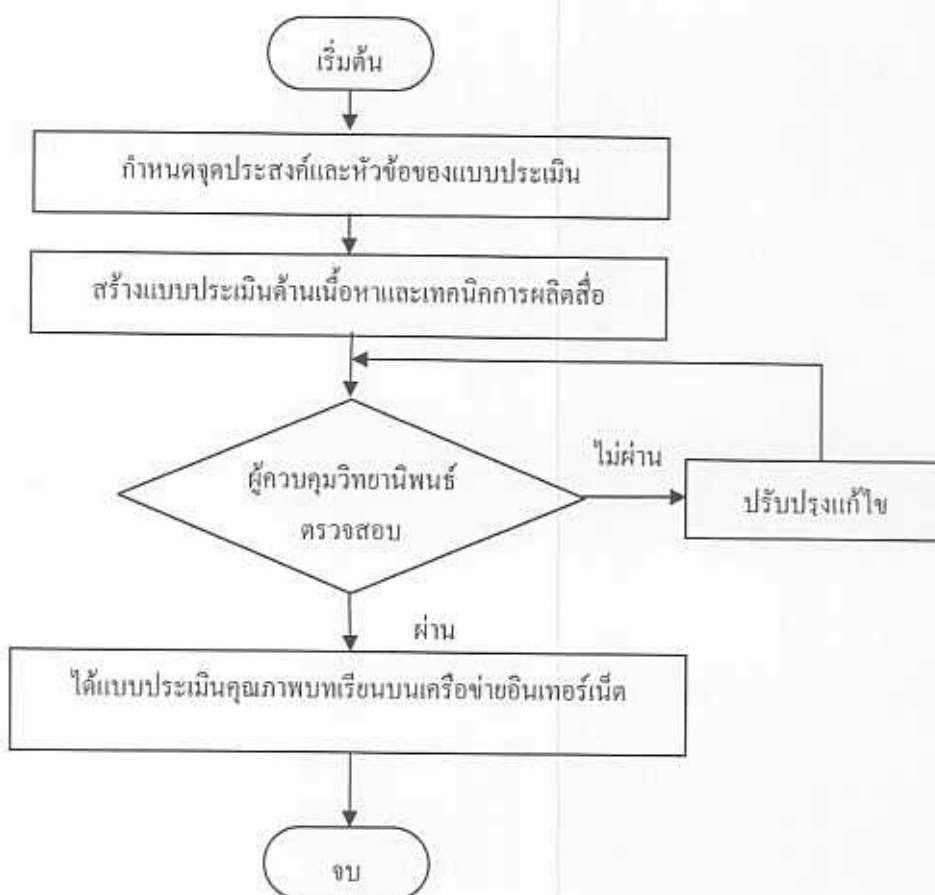 เริ่มต้น
กำหนดจุดประสงค์และหัวข้อของแบบประเมิน
สร้างแบบประเมินด้านเนื้อหาและเทคนิคการผลิตสื่อ
ผู้ควบคุมวิทยานิพนธ์
ตรวจสอบ
ไม่ผ่าน
ปรับปรุงแก้ไข
ผ่าน
ได้แบบประเมินคุณภาพบทเรียนบนเครือข่ายอินเทอร์เน็ต
จบ